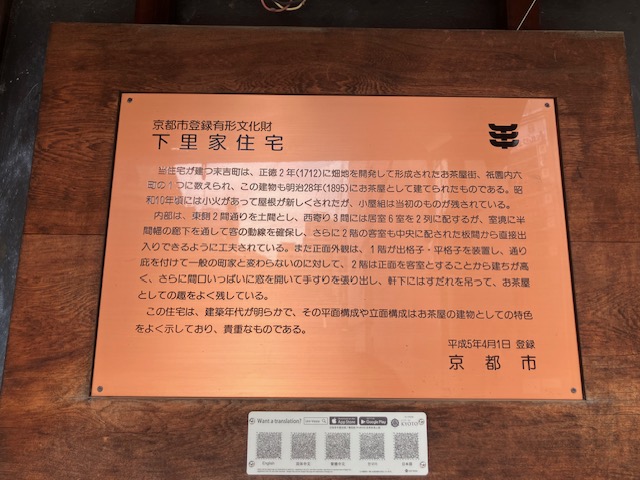 京都市登録有形文化財
下里家住宅
当住宅が建つ末吉町は、正德2年(1712)に畑地を開発して形成されたお茶屋街、祇園内六
町の1つに数えられ、この建物も明治28年(1895)にお茶屋として建てられたものである。昭
和10年頃には小火があって屋根が新しくされたが、小屋組は当初のものが残されている。
内部は、東側2間通りを土間とし、西寄り3間には居室6室を2列に配するが、室境に半
間幅の廊下を通して客の動線を確保し、さらに2階の客室も中央に配された板間から直接出
入りできるように工夫されている。また正面外観は、1階が出格子・平格子を装置し、通り
庇を付けて一般の町家と変わらないのに対して、2階は正面を客室とすることから建ちが高
く、さらに間口いっぱいに窓を開いて手すりを張り出し、軒下にはすだれを吊って、お茶屋
としての趣をよく残している。
この住宅は、建築年代が明らかで、その平面構成や立面構成はお茶屋の建物としての特色
をよく示しており、貴重なものである。
平成5年4月1日 登録
京都市
Want a translation?
App Store
Google Play
KYOTO
English
日本語